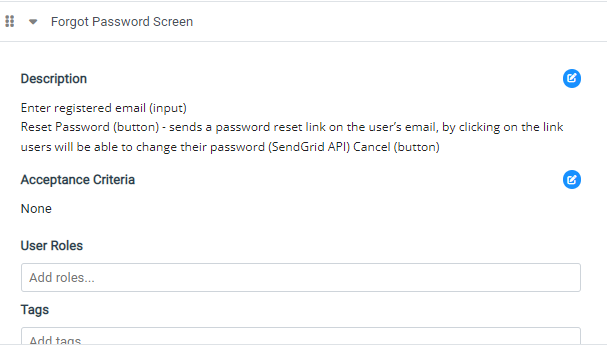 Forgot Password Screen
Description
Enter registered email (input)
Reset Password (button) - sends a password reset link on the user’s email, by clicking on the link
users will be able to change their password (SendGrid API) Cancel (button)
Acceptance Criteria
None
User Roles
Add roles...
Tags
Add tags